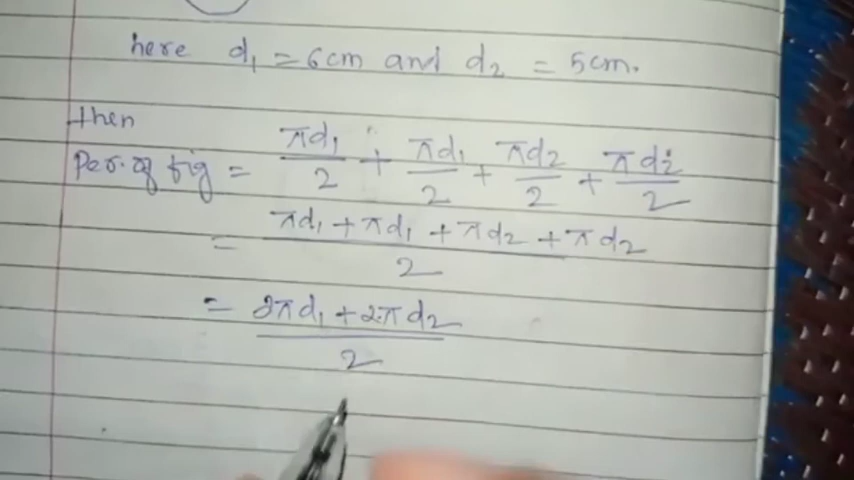 here d₁ = 6cm and d₂ = 5cm.
then
Per. of fig = πd₁/2 + πd₁/2 + πd₂/2 + πd₂/2
= πd₁ + πd₁ + πd₂ + πd₂ / 2
= 2πd₁ + 2πd₂ / 2